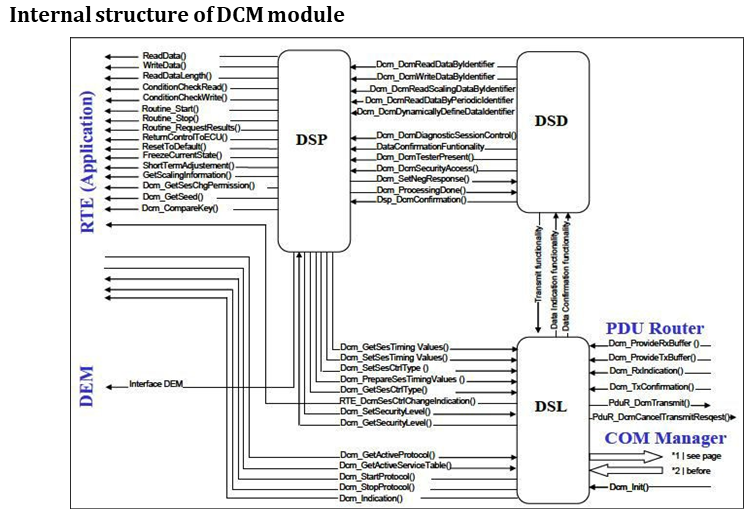 Internal structure of DCM module
ReadData()
WriteData()
ReadDataLength()
ConditionCheckRead()
ConditionCheckWrite()
Routine_Start()
Routine_Stop()
Routine_RequestResults()
ReturnControlToECU()
ResetToDefault()
FreezeCurrentState()
ShortTermAdjustement()
GetScalingInformation()
Dcm_GetSesChgPermission()
Dcm_GetSeed()
Dcm_CompareKey()
RTE (Application)
DSP
Dcm_DcmReadDataByIdentifier
Dcm_DcmWriteDataByIdentifier
Dcm_DcmReadScalingDataByIdentifier
Dcm_DcmReadDataByPeriodicIdentifier
Dcm_DcmDynamicallyDefineDataIdentifier
Dcm_DcmDiagnosticSessionControl()
DataConfirmationFuntionality
Dcm_DcmTesterPresent()
Dcm_DcmSecurityAccess()
Dcm_SetNegResponse()
Dcm_ProcessingDone()
Dsp_DcmConfirmation()
DSD
Transmit functionality
Data Indication functionality
Data Confirmation functionality
DEM
Interface DEM
Dcm_GetSesTiming Values()
Dcm_SetSesTiming Values()
Dcm_SetSesCtrlType ()
Dcm_PrepareSesTimingValues ()
Dcm_GetSesCtrlType()
RTE_DcmSesCtrlChangeIndication()
Dcm_SetSecurityLevel()
Dcm_GetSecurityLevel()
Dcm_GetActiveProtocol()
Dcm_GetActiveServiceTable()
Dcm_StartProtocol()
Dcm_StopProtocol()
Dcm_Indication()
DSL
PDU Router
Dcm_ProvideRxBuffer ()
Dcm_ProvideTxBuffer()
Dcm_RxIndication()
Dcm_TxConfirmation()
PduR_DcmTransmit()
PduR_DcmCancelTransmitResqest()
COM Manager
*1 | see page
*2 | before
Dcm_Init()